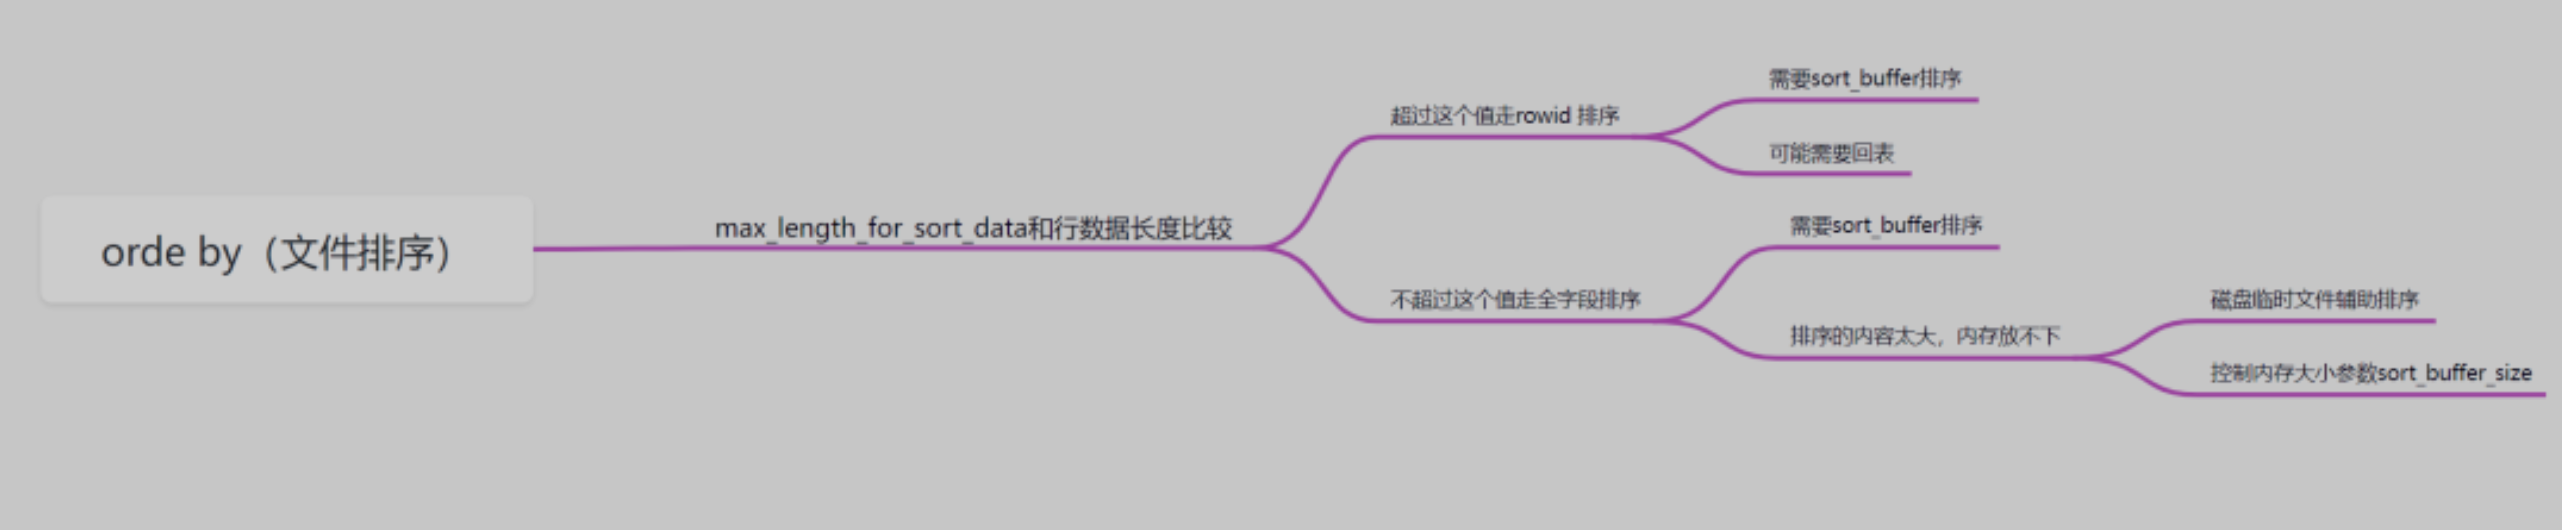 orde by（文件排序）
max_length_for_sort_data和行数据长度比较
超过这个值走rowid 排序
需要sort_buffer排序
可能需要回表
不超过这个值走全字段排序
需要sort_buffer排序
排序的内容太大，内存放不下
磁盘临时文件辅助排序
控制内存大小参数sort_buffer_size